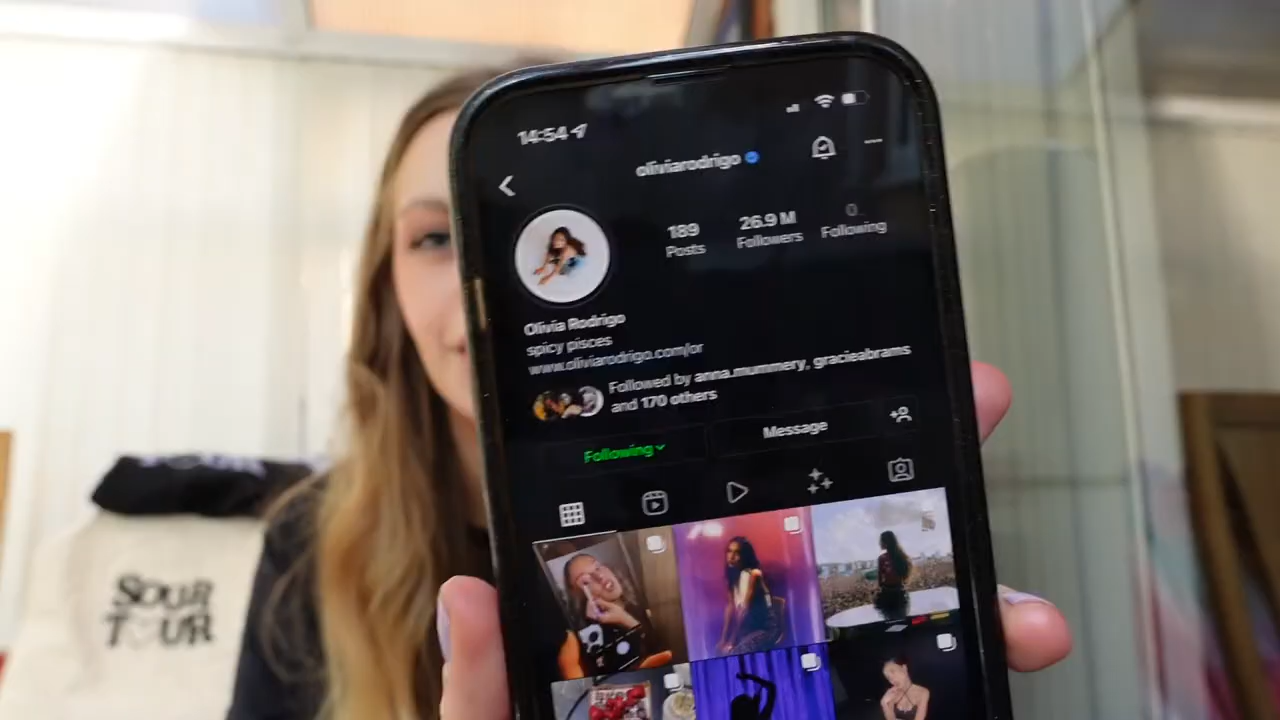 14:54
oliviarodrigo
189
Posts
26.9 M
Followers
0
Following
Olivia Rodrigo
spicy pisces
www.oliviarodrigo.com/or
Followed by anna.mummery, gracieabrams
and 170 others
Following
Message
SOUR
TOUR